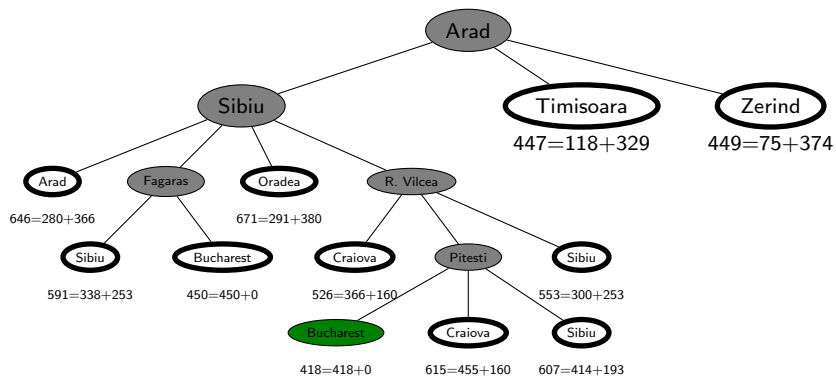 Arad
Sibiu Timisoara Zerind
447=118+329 449=75+374
Arad Fagaras Oradea R. Vilcea
646=280+366 671=291+380
Sibiu Bucharest Craiova Pitesti Sibiu
591=338+253 450=450+0 526=366+160 553=300+253
Bucharest Craiova Sibiu
418=418+0 615=455+160 607=414+193